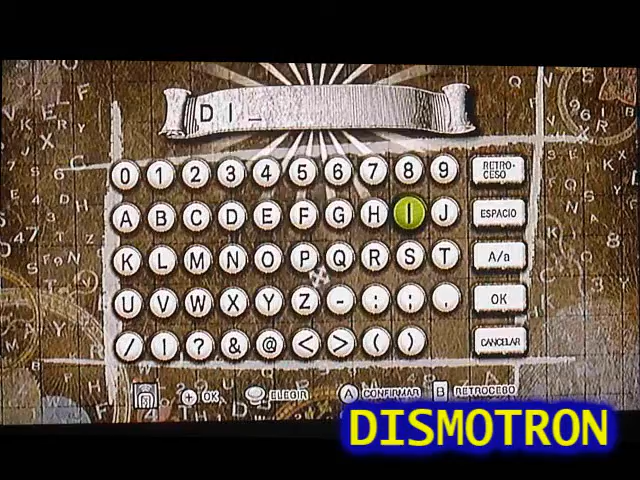 DI_
0 1 2 3 4 5 6 7 8 9 RETRO-CESO
A B C D E F G H I J ESPACIO
K L M N O P Q R S T A/a
U V W X Y Z - : ; , OK
/ ! ? & @ < > ( ) CANCELAR
+ OK ELEGIR A CONFIRMAR B RETROCESO
DISMOTRON